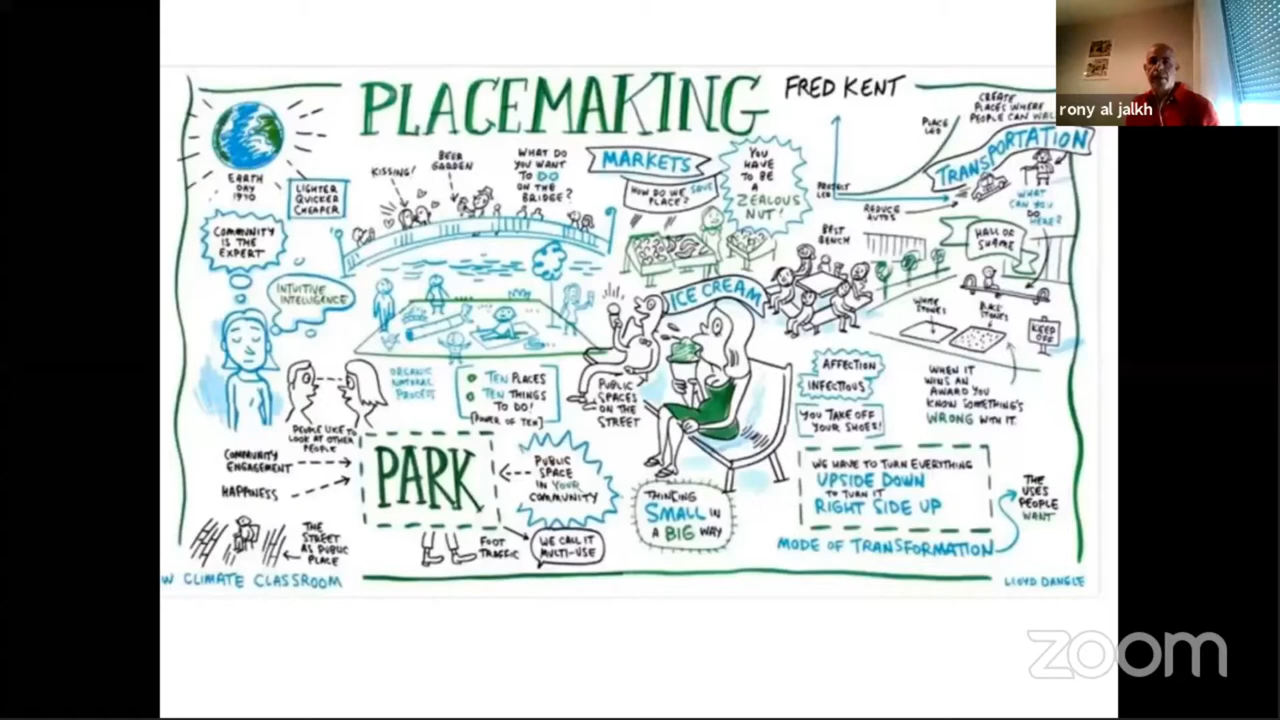 PLACEMAKING
FRED KENT
rony al jalkh
EARTH
DAY
1970
LIGHTER
QUICKER
CHEAPER
KISSING!
BEER
GARDEN
WHAT DO
YOU WANT
TO DO
ON THE
BRIDGE?
MARKETS
HOW DO WE SAVE
PLACE?
YOU
HAVE
TO BE
A
ZEALOUS
NUT!
PLACE
LED
PROJECT
LED
CREATE
PLACES WHERE
PEOPLE CAN
TRANSPORTATION
REDUCE
AUTOS
WHAT
CAN YOU
DO
HERE?
HALL OF
SHAME
BEST
BENCH
WHITE
STONES
BLACK
STONES
KEEP
OFF
COMMUNITY
IS THE
EXPERT
INTUITIVE
INTELLIGENCE
ICE CREAM
ORGANIC
NATURAL
PROCESS
TEN PLACES
TEN THINGS
TO DO!
[POWER OF TEN]
PUBLIC
SPACES
ON THE
STREET
AFFECTION
INFECTIOUS
YOU TAKE OFF
YOUR SHOES!
WHEN IT
WINS AN
AWARD YOU
KNOW SOMETHING'S
WRONG WITH IT
PEOPLE LIKE TO
LOOK AT OTHER
PEOPLE
COMMUNITY
ENGAGEMENT
HAPPINESS
PARK
PUBLIC
SPACE
IN YOUR
COMMUNITY
THINKING
SMALL IN
A BIG WAY
WE HAVE TO TURN EVERYTHING
UPSIDE DOWN
TO TURN IT
RIGHT SIDE UP
THE
USES
PEOPLE
WANT
MODE OF TRANSFORMATION
THE
STREET
AS PUBLIC
PLACE
FOOT
TRAFFIC
WE CALL IT
MULTI-USE
W CLIMATE CLASSROOM
LLOYD DANGLE
zoom